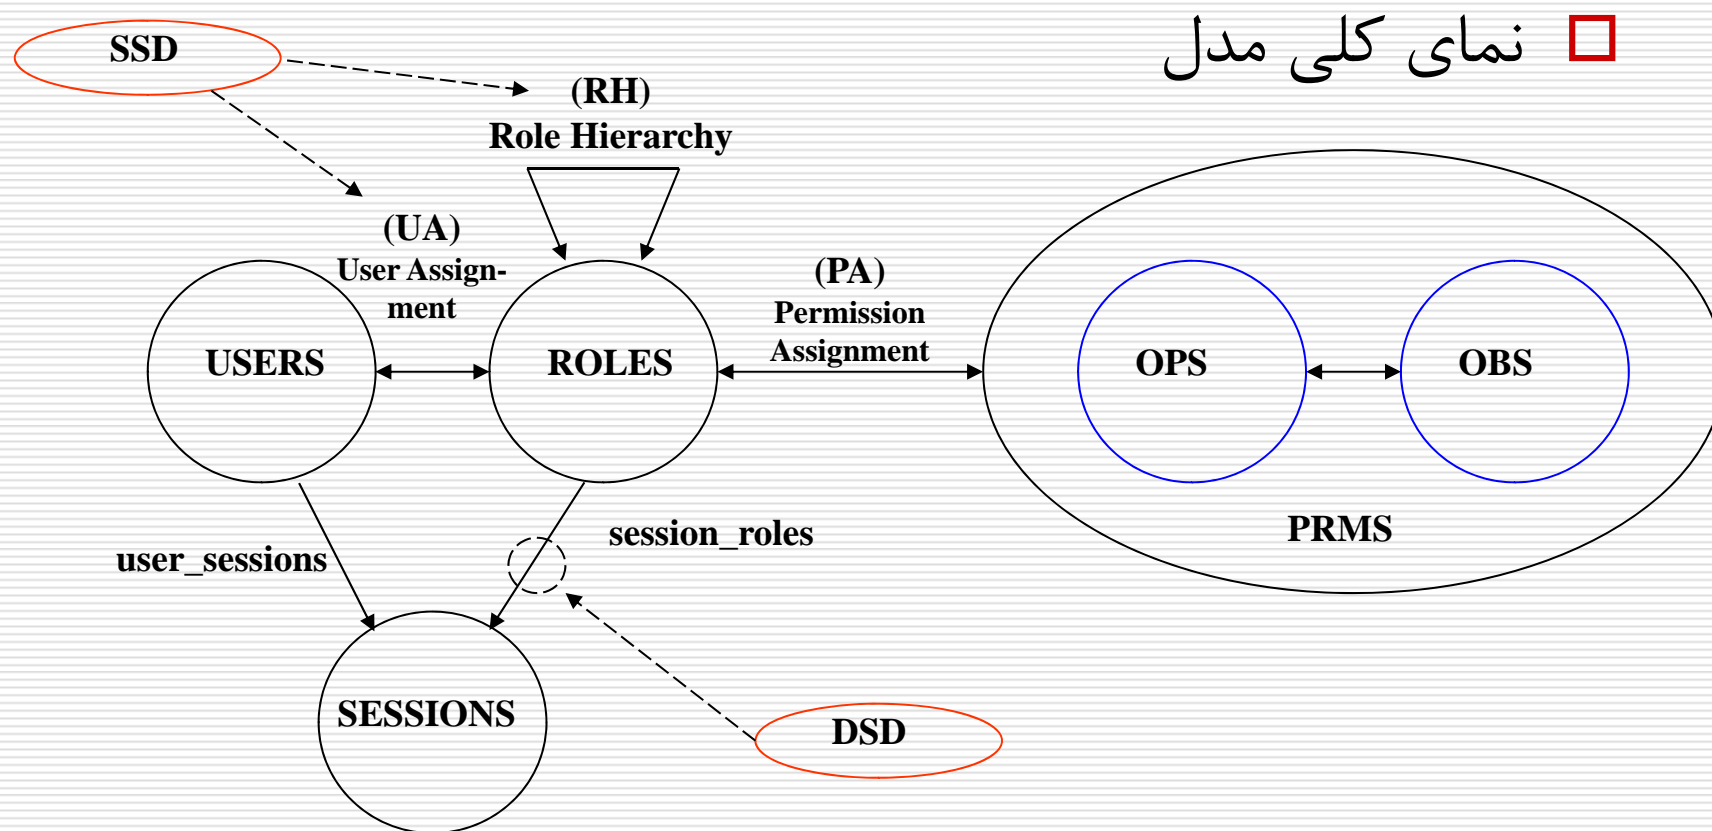 نمای کلی مدل
SSD
(RH)
Role Hierarchy
(UA)
User Assign-
ment
(PA)
Permission
Assignment
USERS
ROLES
OPS
OBS
PRMS
user_sessions
session_roles
SESSIONS
DSD